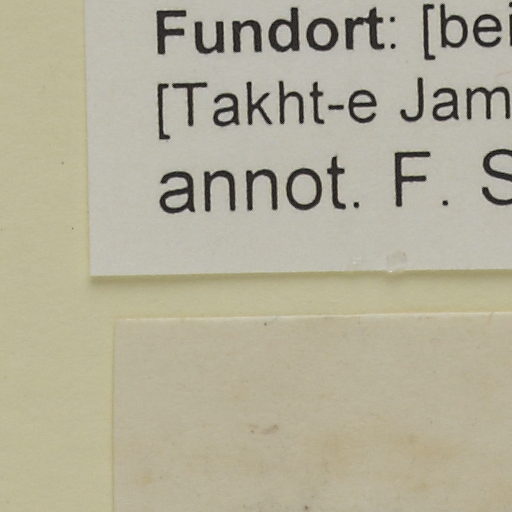 Fundort: [bei
[Takht-e Jam
annot. F. S